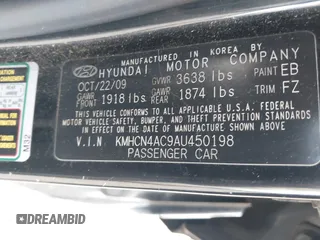 MANUFACTURED IN KOREA BY
HYUNDAI MOTOR COMPANY
OCT/22/09 GVWR 3638 lbs PAINT EB
GAWR FRONT 1918 lbs GAWR REAR 1874 lbs TRIM FZ
THIS VEHICLE CONFORMS TO ALL APPLICABLE U.S. FEDERAL
MOTOR VEHICLE SAFETY, BUMPER, AND THEFT PREVENTION STANDARDS
IN EFFECT ON THE DATE OF MANUFACTURE SHOWN ABOVE.
V.I.N KMHCN4AC9AU450198
PASSENGER CAR
DREAMBID
dreambid.com